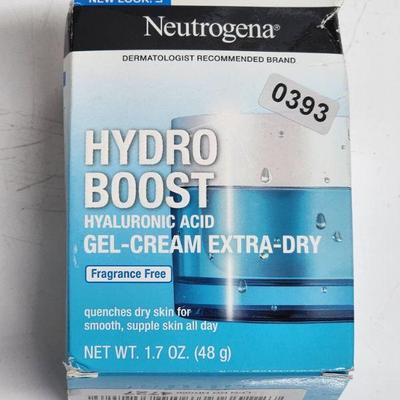 NEW LOOK!
Neutrogena®
DERMATOLOGIST RECOMMENDED BRAND
0393
HYDRO
BOOST
HYALURONIC ACID
GEL-CREAM EXTRA-DRY
Fragrance Free
quenches dry skin for
smooth, supple skin all day
NET WT. 1.7 OZ. (48 g)